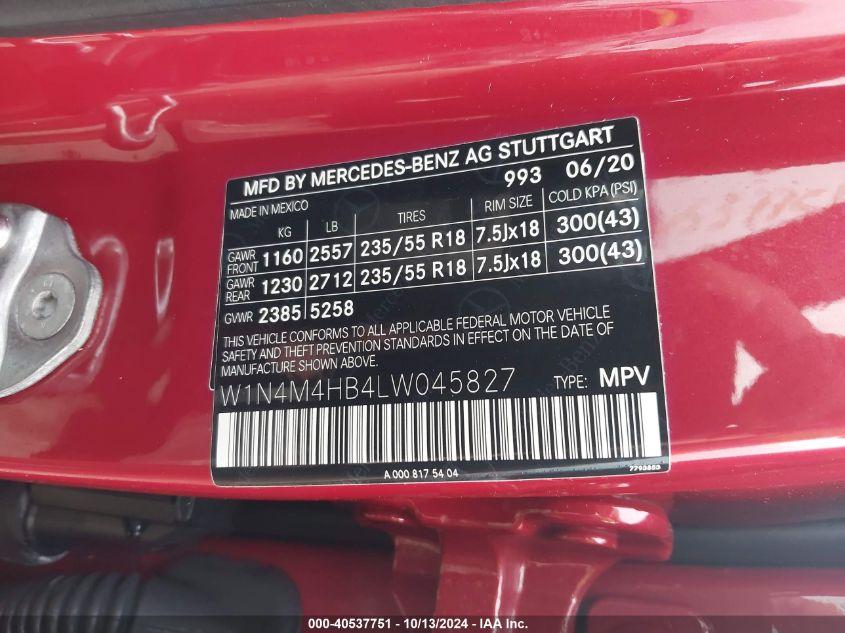 MFD BY MERCEDES-BENZ AG STUTTGART
MADE IN MEXICO 993 06/20
KG LB TIRES RIM SIZE COLD KPA (PSI)
GAWR FRONT 1160 2557 235/55 R18 7.5Jx18 300(43)
GAWR REAR 1230 2712 235/55 R18 7.5Jx18 300(43)
GVWR 2385 5258
THIS VEHICLE CONFORMS TO ALL APPLICABLE FEDERAL MOTOR VEHICLE
SAFETY AND THEFT PREVENTION STANDARDS IN EFFECT ON THE DATE OF
MANUFACTURE SHOWN ABOVE.
W1N4M4HB4LW045827 TYPE: MPV
A 000 817 54 04 7793853
000-40537751 - 10/13/2024 - IAA Inc.